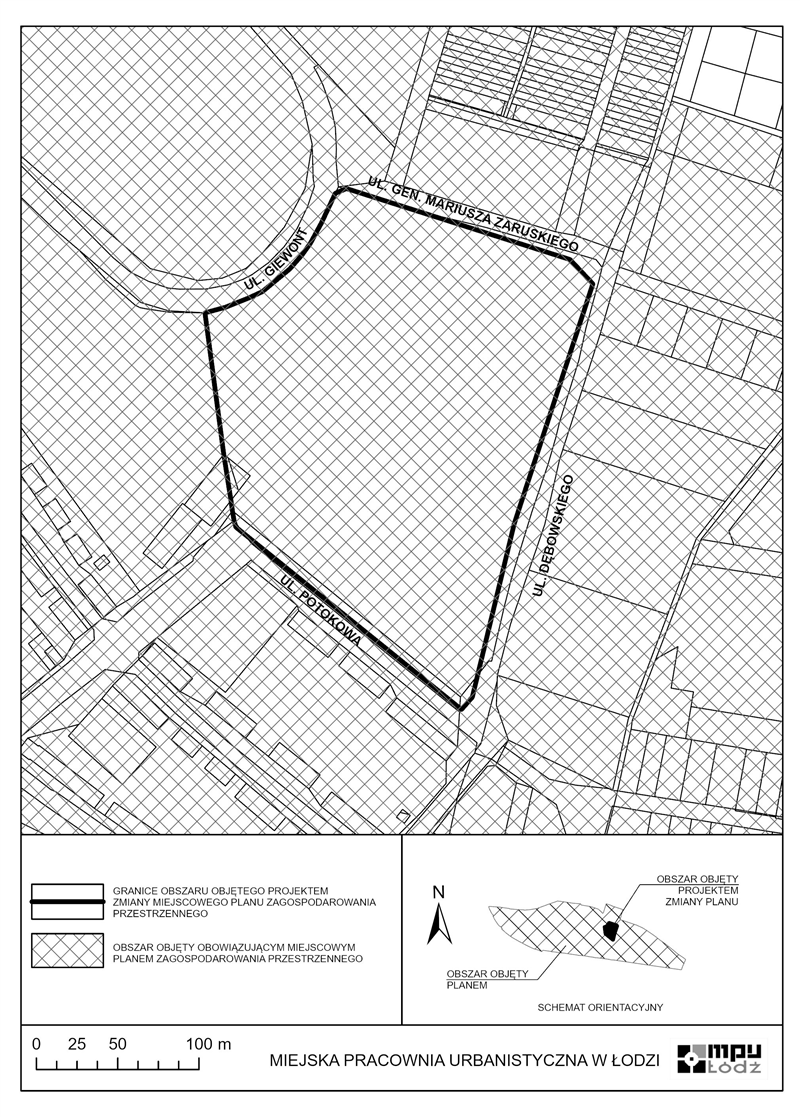 UL. GEN. MARIUSZA ZARUSKIEGO
UL. GIEWONT
UL. DĘBOWSKIEGO
UL. POTOKOWA
GRANICE OBSZARU OBJĘTEGO PROJEKTEM
ZMIANY MIEJSCOWEGO PLANU ZAGOSPODAROWANIA
PRZESTRZENNEGO
OBSZAR OBJĘTY OBOWIĄZUJĄCYM MIEJSCOWYM
PLANEM ZAGOSPODAROWANIA PRZESTRZENNEGO
N
OBSZAR OBJĘTY
PROJEKTEM
ZMIANY PLANU
OBSZAR OBJĘTY
PLANEM
SCHEMAT ORIENTACYJNY
0 25 50 100 m
MIEJSKA PRACOWNIA URBANISTYCZNA W ŁODZI
mpu
Łódź